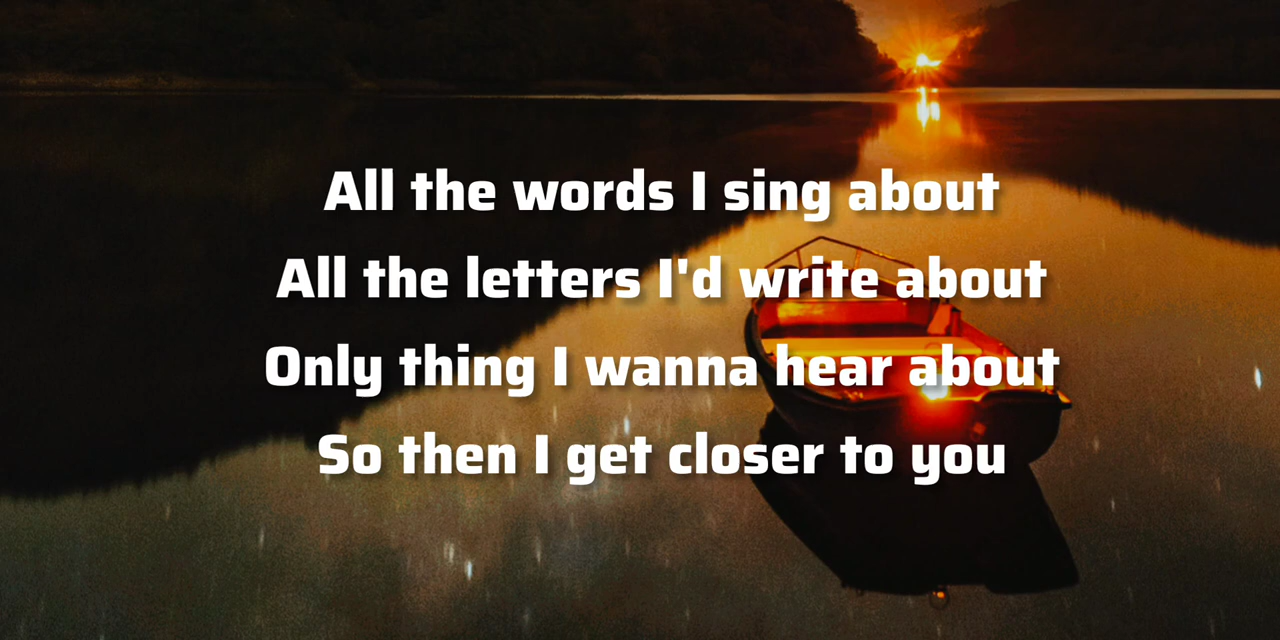 All the words I sing about
All the letters I'd write about
Only thing I wanna hear about
So then I get closer to you